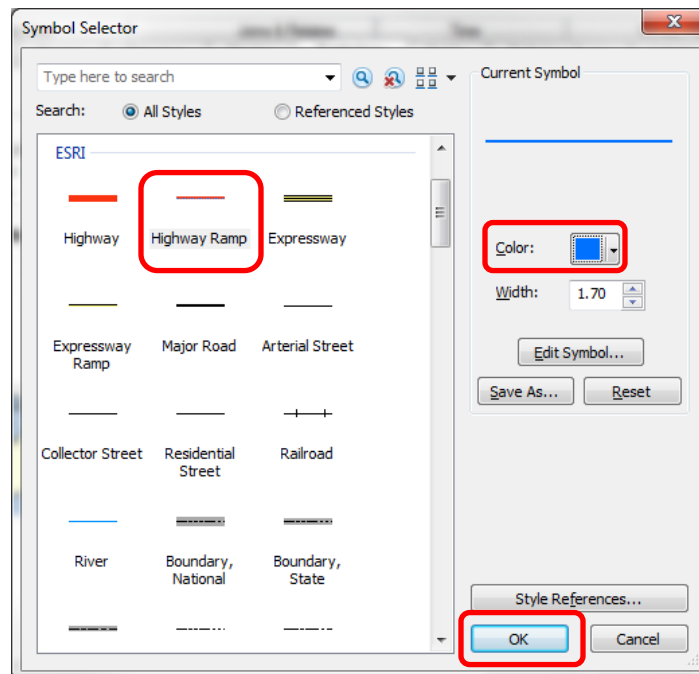 Symbol Selector
Type here to search
Search:
All Styles
Referenced Styles
ESRI
Highway
Highway Ramp
Expressway
Expressway
Ramp
Major Road
Arterial Street
Collector Street
Residential
Street
Railroad
River
Boundary,
National
Boundary,
State
Current Symbol
Color:
Width:
1.70
Edit Symbol...
Save As...
Reset
Style References...
OK
Cancel